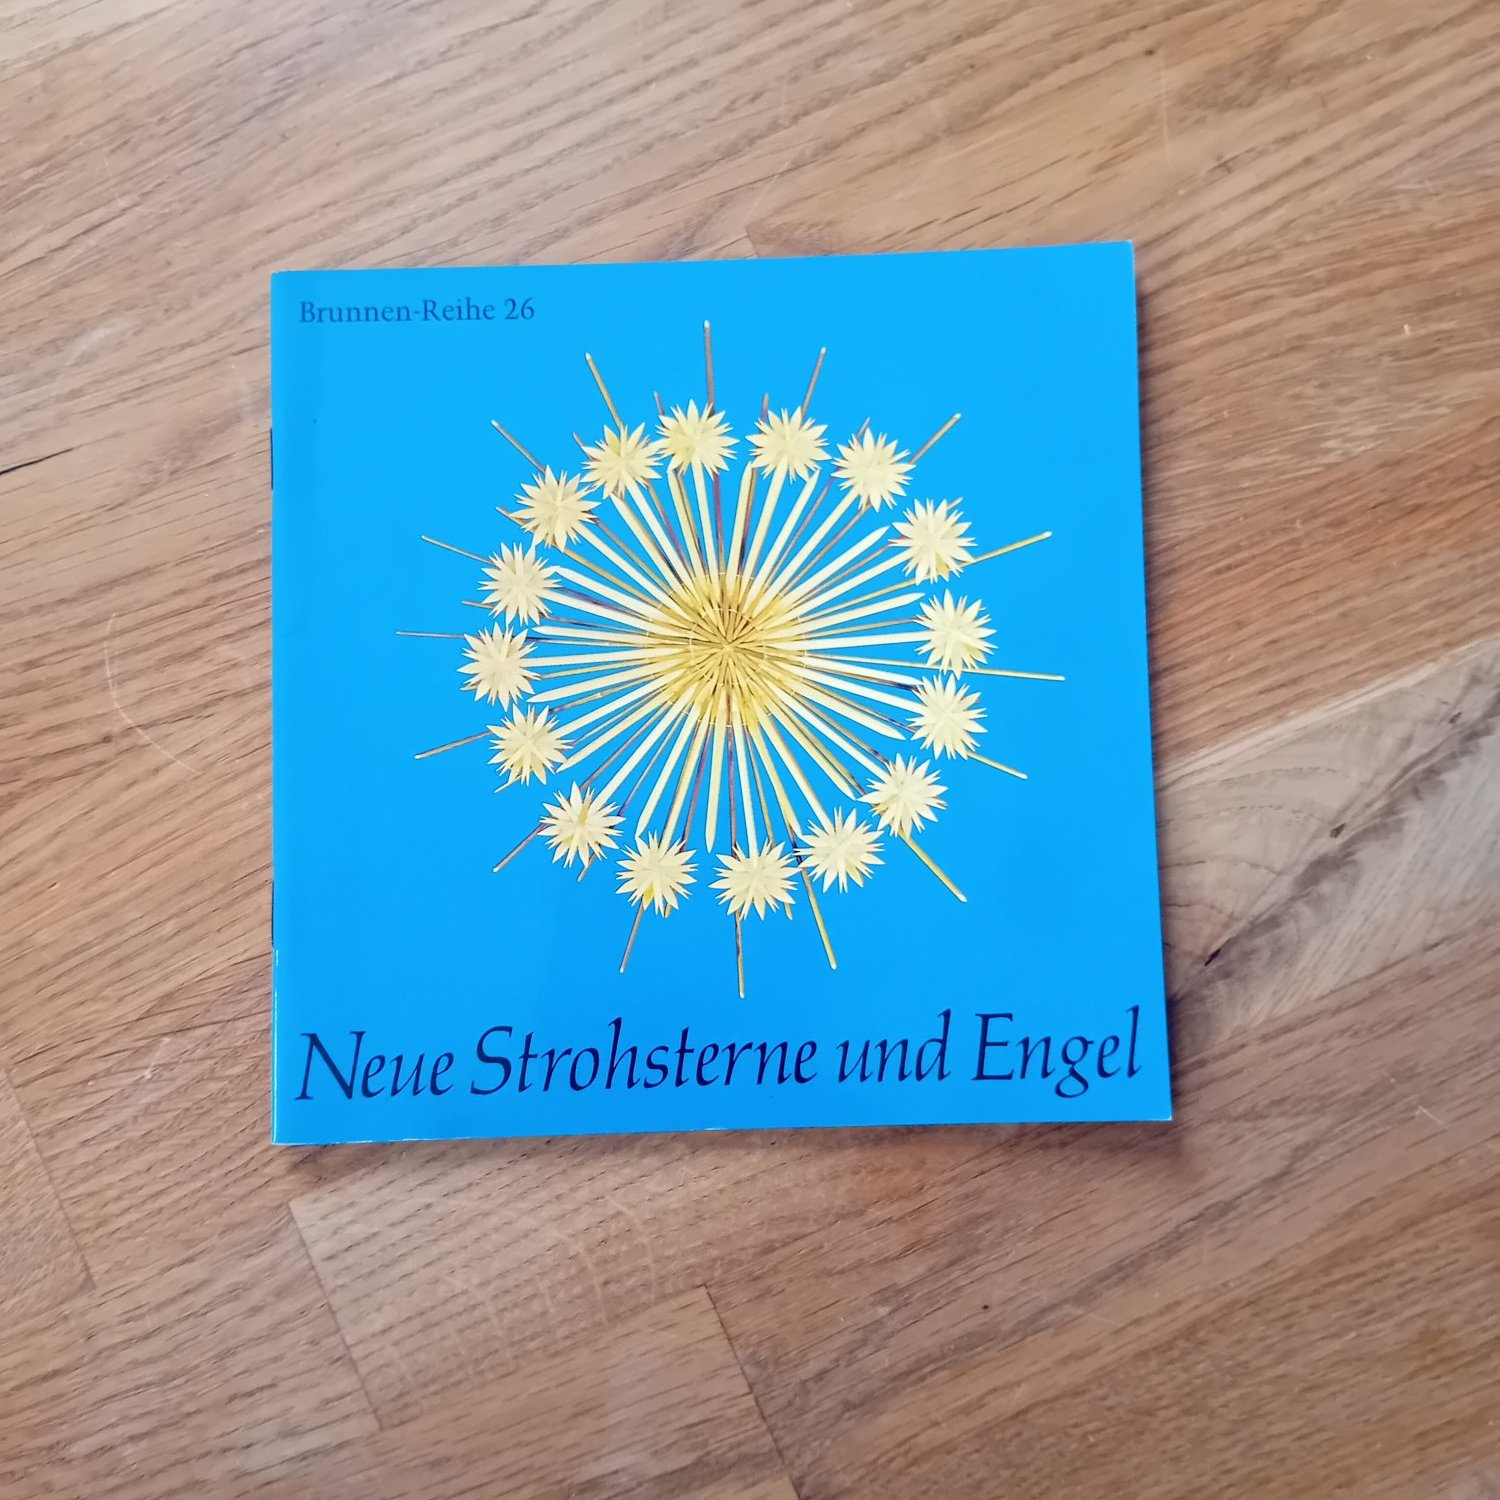 Brunnen-Reihe 26
Neue Strohsterne und Engel